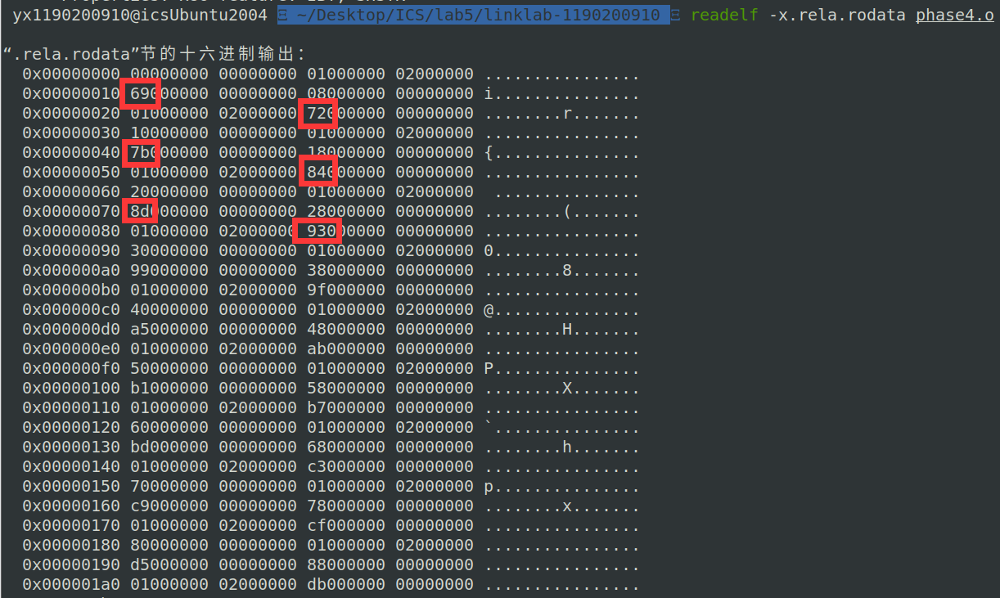 yx1190200910@icsUbuntu2004 Ξ ~/Desktop/ICS/lab5/linklab-1190200910 Ξ readelf -x.rela.rodata phase4.o
“.rela.rodata”节的十六进制输出：
0x00000000 00000000 00000000 01000000 02000000 ................
0x00000010 69000000 00000000 08000000 00000000 i...............
0x00000020 01000000 02000000 72000000 00000000 ........r.......
0x00000030 10000000 00000000 01000000 02000000 ................
0x00000040 7b000000 00000000 18000000 00000000 {...............
0x00000050 01000000 02000000 84000000 00000000 ................
0x00000060 20000000 00000000 01000000 02000000  ...............
0x00000070 8d000000 00000000 28000000 00000000 ........(.......
0x00000080 01000000 02000000 93000000 00000000 ................
0x00000090 30000000 00000000 01000000 02000000 0...............
0x000000a0 99000000 00000000 38000000 00000000 ........8.......
0x000000b0 01000000 02000000 9f000000 00000000 ................
0x000000c0 40000000 00000000 01000000 02000000 @...............
0x000000d0 a5000000 00000000 48000000 00000000 ........H.......
0x000000e0 01000000 02000000 ab000000 00000000 ................
0x000000f0 50000000 00000000 01000000 02000000 P...............
0x00000100 b1000000 00000000 58000000 00000000 ........X.......
0x00000110 01000000 02000000 b7000000 00000000 ................
0x00000120 60000000 00000000 01000000 02000000 `...............
0x00000130 bd000000 00000000 68000000 00000000 ........h.......
0x00000140 01000000 02000000 c3000000 00000000 ................
0x00000150 70000000 00000000 01000000 02000000 p...............
0x00000160 c9000000 00000000 78000000 00000000 ........x.......
0x00000170 01000000 02000000 cf000000 00000000 ................
0x00000180 80000000 00000000 01000000 02000000 ................
0x00000190 d5000000 00000000 88000000 00000000 ................
0x000001a0 01000000 02000000 db000000 00000000 ................